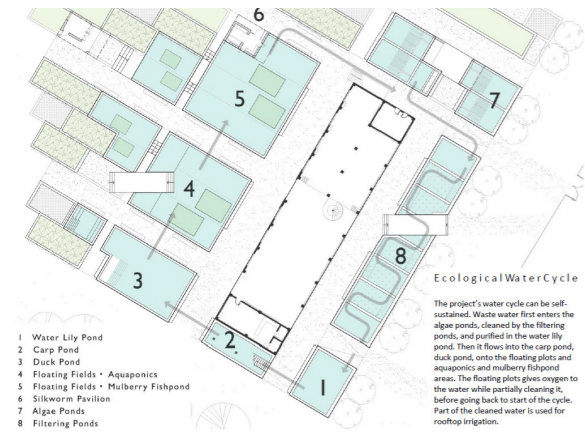 6
5
7
4
8
3
2
1
EcologicalWaterCycle
The project's water cycle can be self-
sustained. Waste water first enters the
algae ponds, cleaned by the filtering
ponds, and purified in the water lily
pond. Then it flows into the carp pond,
duck pond, onto the floating plots and
aquaponics and mulberry fishpond
areas. The floating plots gives oxygen to
the water while partially cleaning it,
before going back to start of the cycle.
Part of the cleaned water is used for
rooftop irrigation.
1 Water Lily Pond
2 Carp Pond
3 Duck Pond
4 Floating Fields • Aquaponics
5 Floating Fields • Mulberry Fishpond
6 Silkworm Pavilion
7 Algae Ponds
8 Filtering Ponds